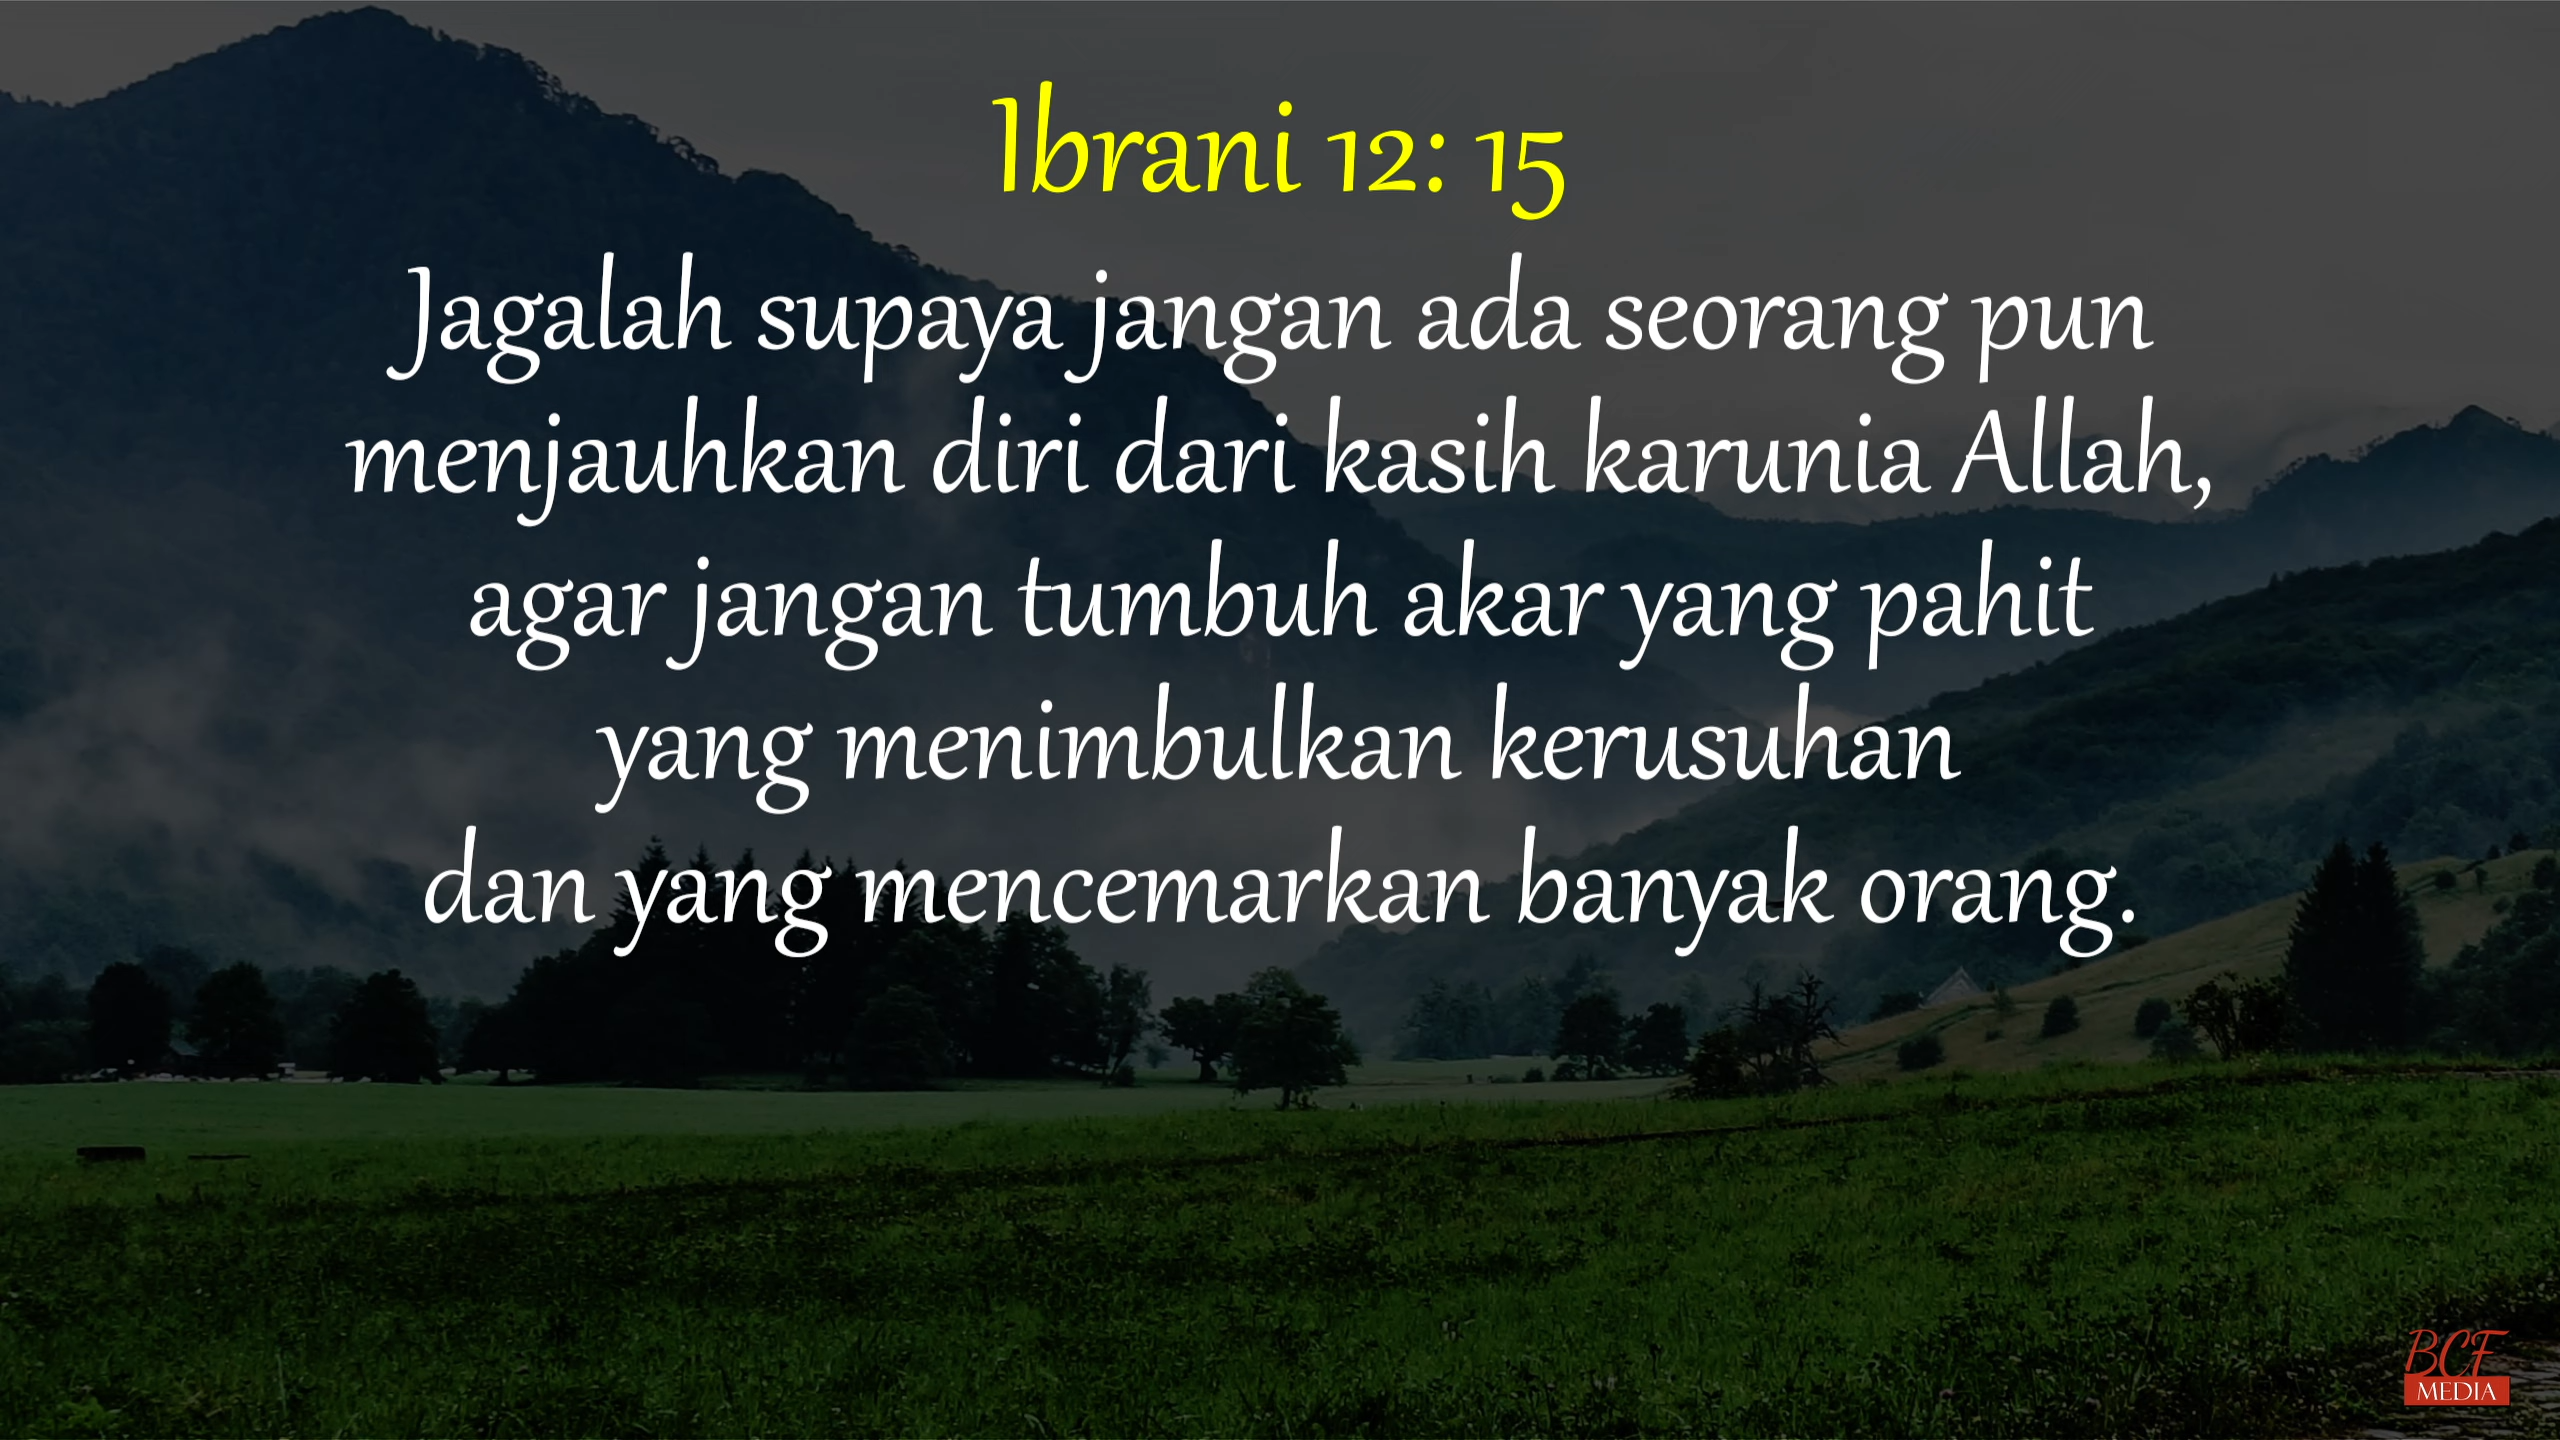 Ibrani 12: 15
Jagalah supaya jangan ada seorang pun
menjauhkan diri dari kasih karunia Allah,
agar jangan tumbuh akar yang pahit
yang menimbulkan kerusuhan
dan yang mencemarkan banyak orang.
BCF
MEDIA